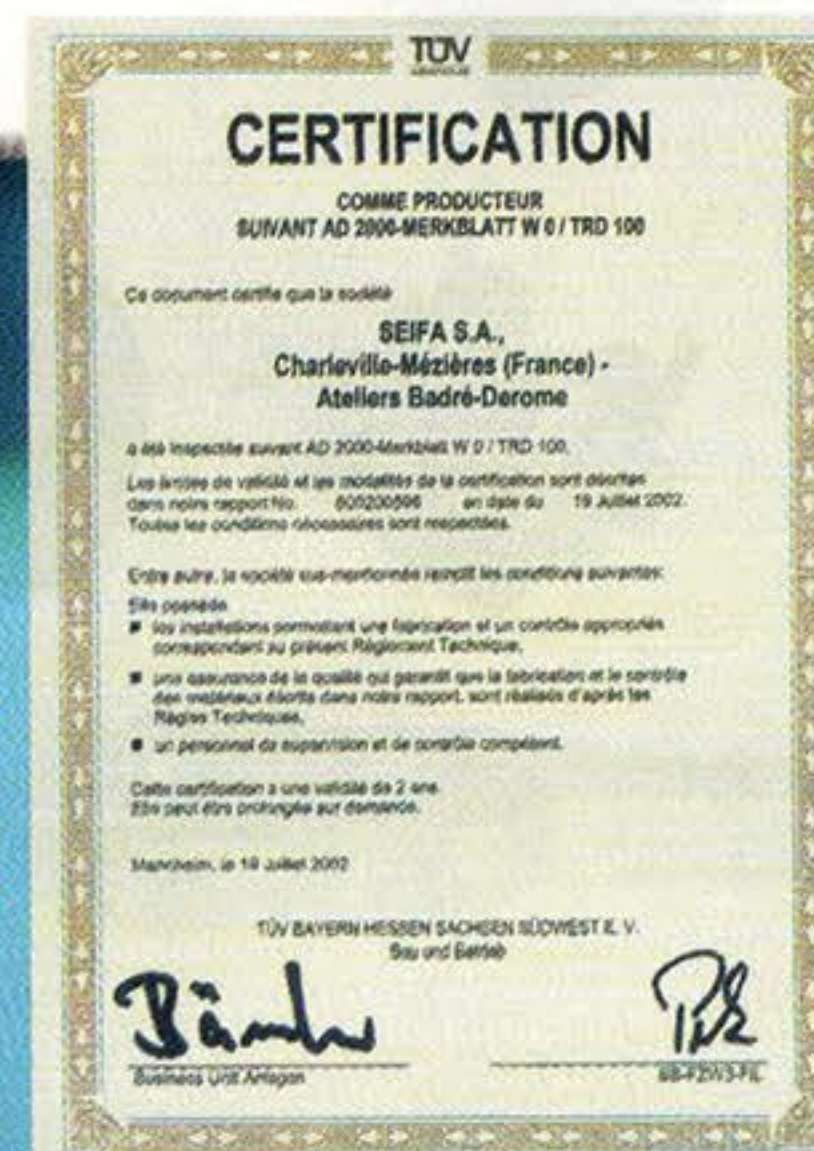 TÜV
CERTIFICATION
COMME PRODUCTEUR
SUIVANT AD 2000-MERKBLATT W 0 / TRD 100
Ce document certifie que la société
SEIFA S.A.,
Charleville-Mézières (France) -
Ateliers Badré-Derome
a été inspectée suivant AD 2000-Merkblatt W 0 / TRD 100.
Les limites de validité et les modalités de la certification sont décrites
dans notre rapport No. en date du 19 Juillet 2002.
Toutes les conditions nécessaires sont respectées.
Entre autre, la société sus-mentionnée remplit les conditions suivantes:
Elle possède
■ les installations permettant une fabrication et un contrôle appropriés
correspondant au présent Règlement Technique,
■ une assurance de la qualité qui garantit que la fabrication et le contrôle
des matériaux décrits dans notre rapport, sont réalisés d'après les
Règles Techniques,
■ un personnel de supervision et de contrôle compétent.
Cette certification a une validité de 2 ans.
Elle peut être prolongée sur demande.
Mannheim, le 19 Juillet 2002
TÜV BAYERN HESSEN SACHSEN SÜDWEST E. V.
Bau und Betrieb
Business Unit Anlagen